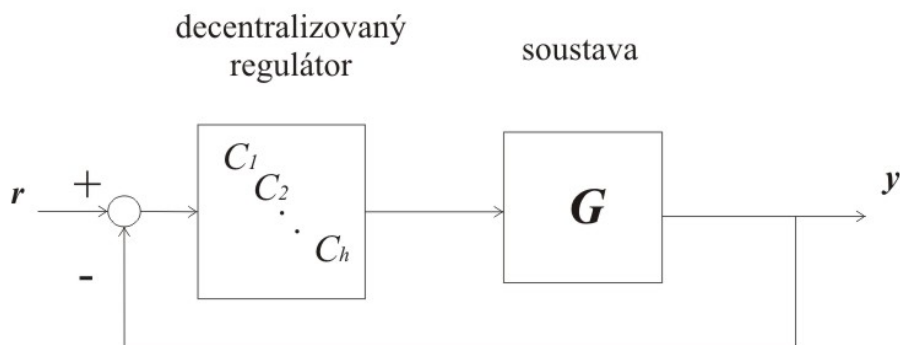 decentralizovaný
regulátor
soustava
r
+
-
C₁
C₂
.
.
Cₕ
G
y